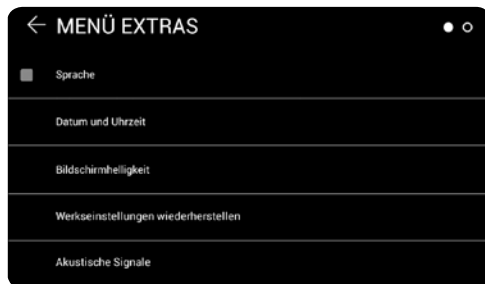 MENÜ EXTRAS
Sprache
Datum und Uhrzeit
Bildschirmhelligkeit
Werkseinstellungen wiederherstellen
Akustische Signale